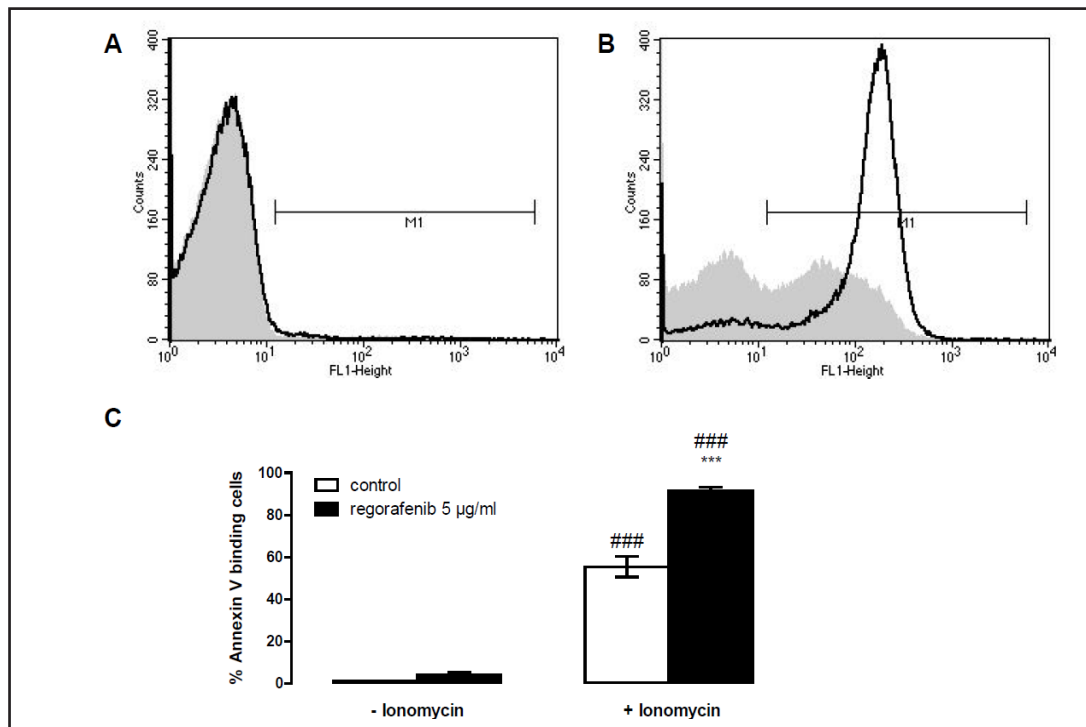 A
400
320
240
160
80
0
Counts
M1
10^0 10^1 10^2 10^3 10^4
FL1-Height
B
400
320
240
160
80
0
Counts
M1
10^0 10^1 10^2 10^3 10^4
FL1-Height
C
% Annexin V binding cells
100
80
60
40
20
0
control
regorafenib 5 µg/ml
###
###
***
- Ionomycin
+ Ionomycin